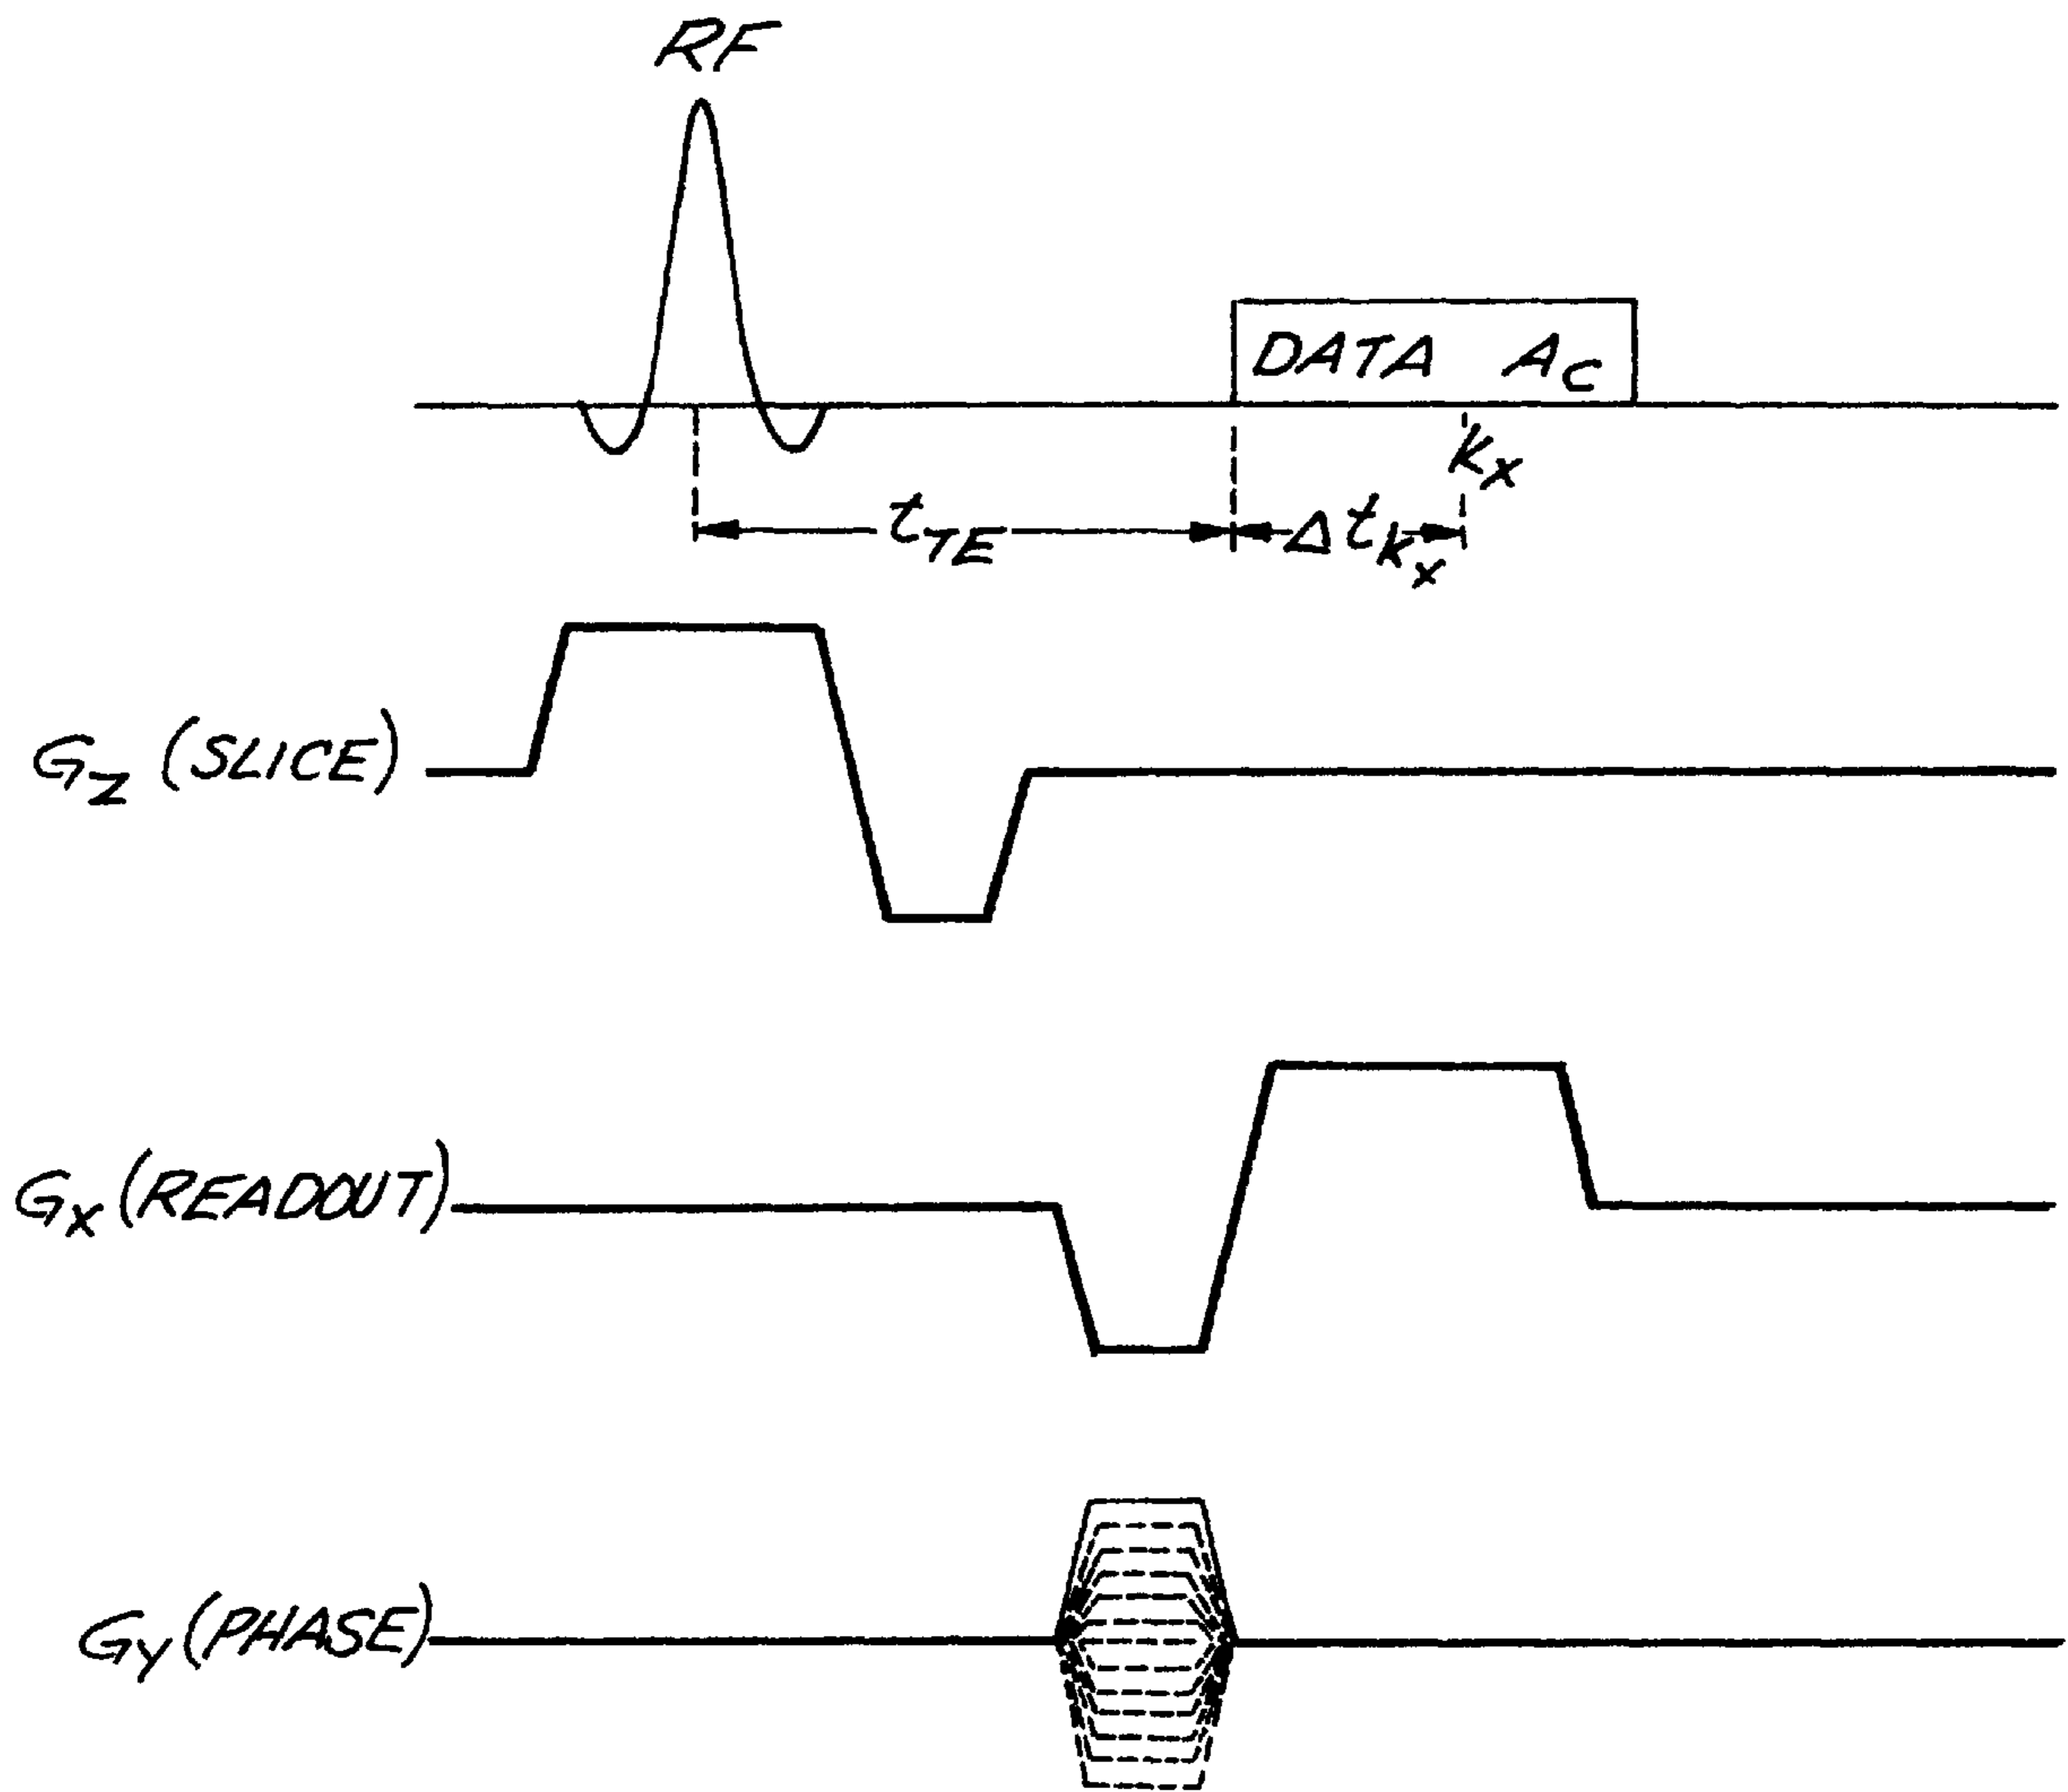 RF
DATA Ac
kx
tTE
Δtkx
Gz (SLICE)
Gx (READOUT)
Gy (PHASE)